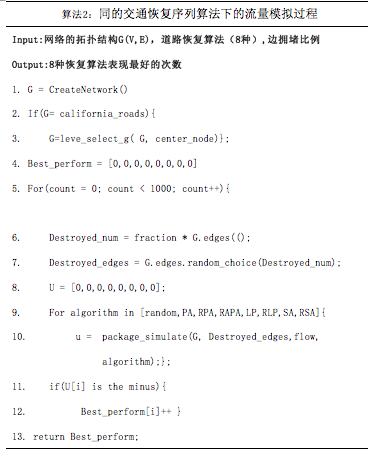 算法2：同的交通恢复序列算法下的流量模拟过程
Input:网络的拓扑结构G(V,E)，道路恢复算法（8种）,边拥堵比例
Output:8种恢复算法表现最好的次数
1. G = CreateNetwork()
2. If(G= california_roads){
3. G=leve_select_g( G, center_node)};
4. Best_perform = [0,0,0,0,0,0,0,0]
5. For(count = 0; count < 1000; count++){
6. Destroyed_num = fraction * G.edges(();
7. Destroyed_edges = G.edges.random_choice(Destroyed_num);
8. U = [0,0,0,0,0,0,0,0];
9. For algorithm in [random,PA,RPA,RAPA,LP,RLP,SA,RSA]{
10. u = package_simulate(G, Destroyed_edges,flow,
algorithm);};
11. if(U[i] is the minus){
12. Best_perform[i]++ }
13. return Best_perform;